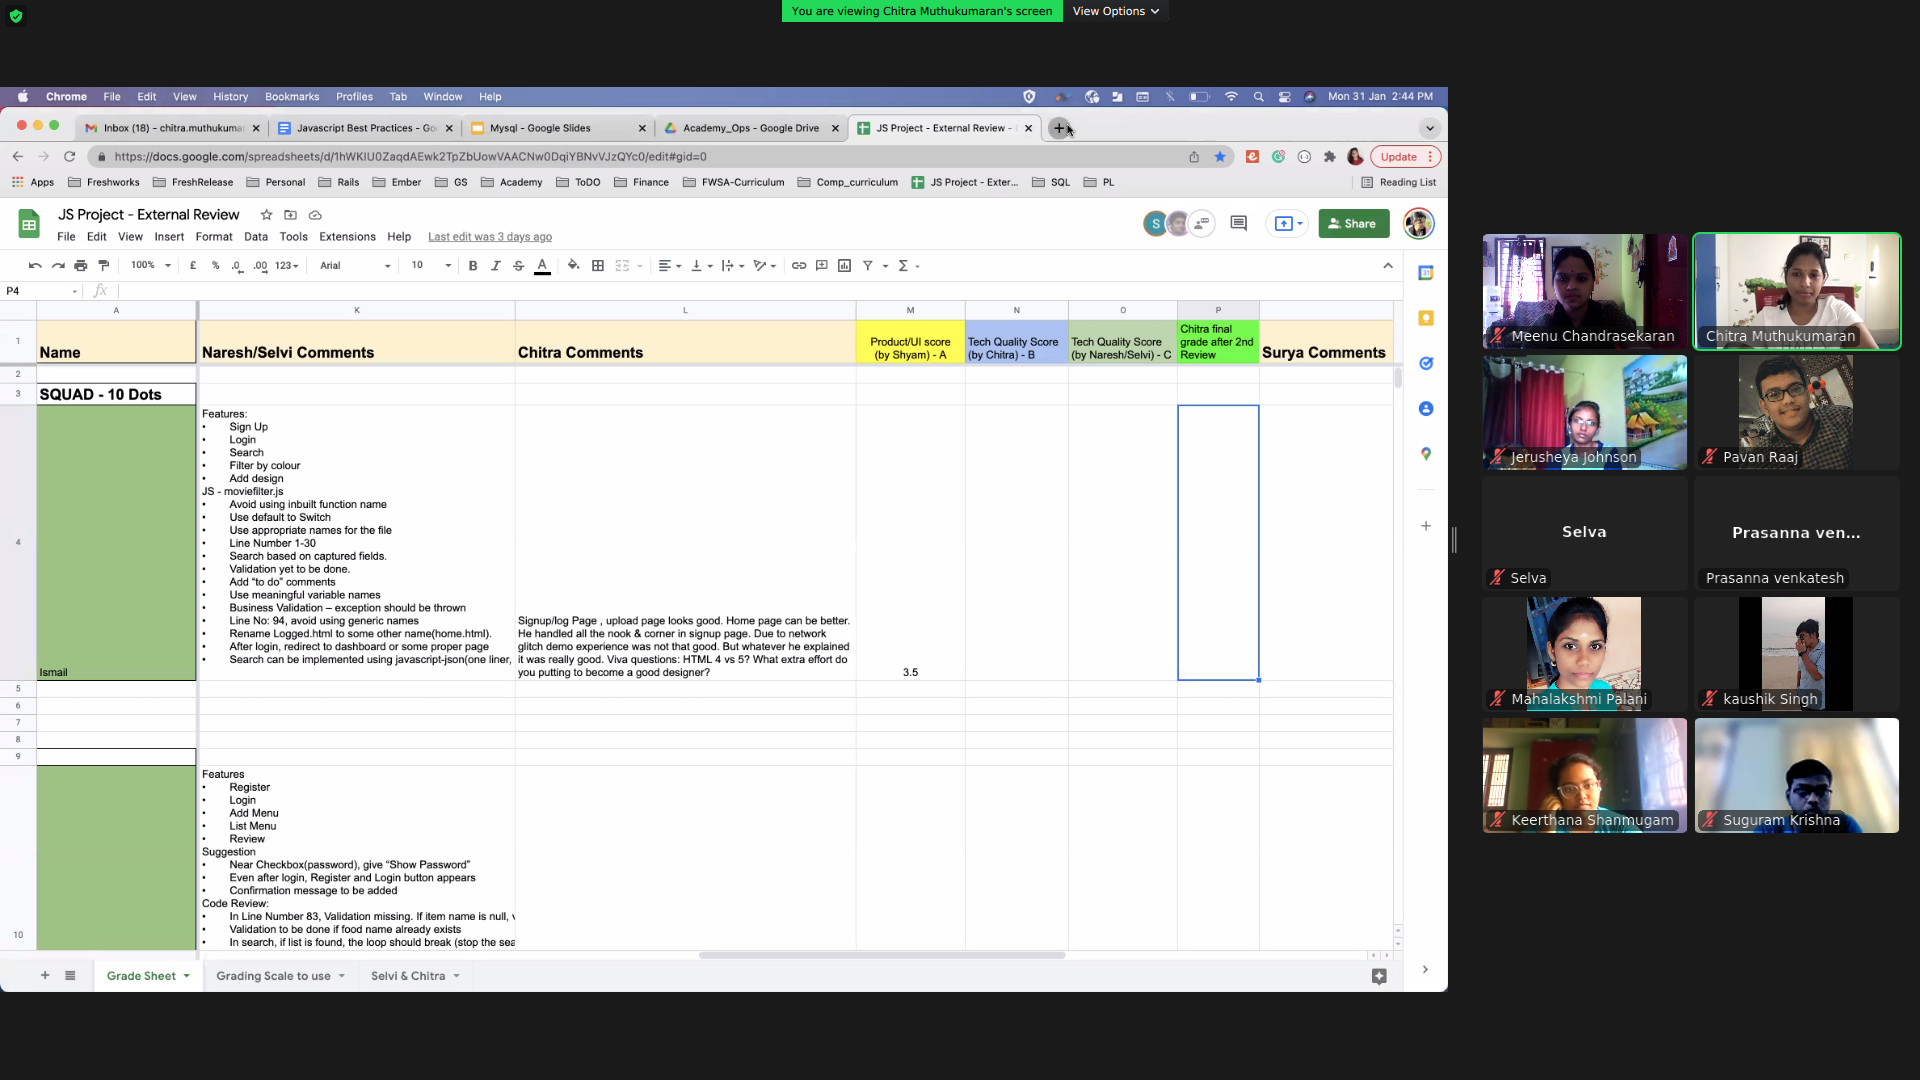 You are viewing Chitra Muthukumaran's screen
View Options
Chrome File Edit View History Bookmarks Profiles Tab Window Help
Mon 31 Jan 2:44 PM
Inbox (18) - chitra.muthukuma
Javascript Best Practices - Go
Mysql - Google Slides
Academy_Ops - Google Drive
JS Project - External Review -
https://docs.google.com/spreadsheets/d/1hWKIU0ZaqdAEwk2TpZbUowVAACNw0DqiYBNvVJzQYc0/edit#gid=0
Update
Apps Freshworks FreshRelease Personal Rails Ember GS Academy ToDO Finance FWSA-Curriculum Comp_curriculum JS Project - Exter... SQL PL Reading List
JS Project - External Review
S
Share
File Edit View Insert Format Data Tools Extensions Help Last edit was 3 days ago
100% £ % .0 .00 123 Arial 10 B I S A
P4
fx
A K L M N O P
1
Name
Naresh/Selvi Comments
Chitra Comments
Product/UI score
(by Shyam) - A
Tech Quality Score
(by Chitra) - B
Tech Quality Score
(by Naresh/Selvi) - C
Chitra final
grade after 2nd
Review
Surya Comments
2
3
SQUAD - 10 Dots
4
Ismail
Features:
• Sign Up
• Login
• Search
• Filter by colour
• Add design
JS - moviefilter.js
• Avoid using inbuilt function name
• Use default to Switch
• Use appropriate names for the file
• Line Number 1-30
• Search based on captured fields.
• Validation yet to be done.
• Add “to do” comments
• Use meaningful variable names
• Business Validation – exception should be thrown
• Line No: 94, avoid using generic names
• Rename Logged.html to some other name(home.html).
• After login, redirect to dashboard or some proper page
• Search can be implemented using javascript-json(one liner,
Signup/log Page , upload page looks good. Home page can be better.
He handled all the nook & corner in signup page. Due to network
glitch demo experience was not that good. But whatever he explained
it was really good. Viva questions: HTML 4 vs 5? What extra effort do
you putting to become a good designer?
3.5
5
6
7
8
9
10
Features
• Register
• Login
• Add Menu
• List Menu
• Review
Suggestion
• Near Checkbox(password), give “Show Password”
• Even after login, Register and Login button appears
• Confirmation message to be added
Code Review:
• In Line Number 83, Validation missing. If item name is null,
• Validation to be done if food name already exists
• In search, if list is found, the loop should break (stop the sea
Grade Sheet
Grading Scale to use
Selvi & Chitra
Meenu Chandrasekaran
Chitra Muthukumaran
Jerusheya Johnson
Pavan Raaj
Selva
Selva
Prasanna ven...
Prasanna venkatesh
Mahalakshmi Palani
kaushik Singh
Keerthana Shanmugam
Suguram Krishna